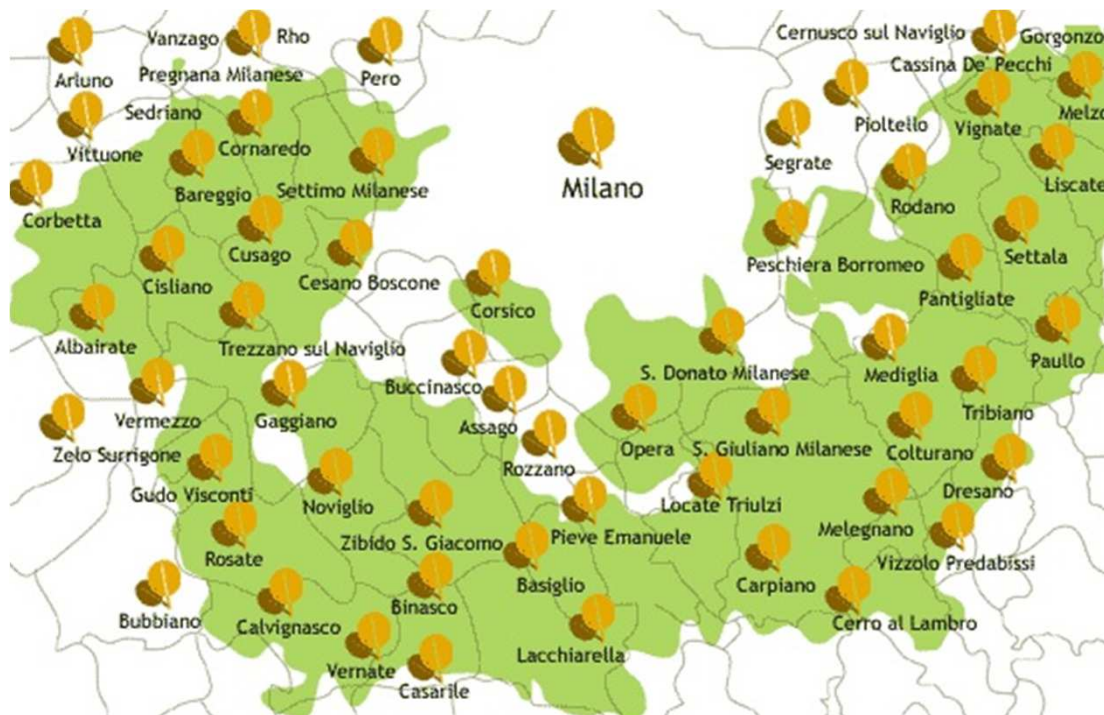 Cernusco sul Naviglio
Vanzago
Rho
Gorgonzo
Arluno
Pregnana Milanese
Pero
Cassina De' Pecchi
Sedriano
Melzo
Vittuone
Cornaredo
Pioltello
Vignate
Segrate
Bareggio
Settimo Milanese
Milano
Liscate
Corbetta
Rodano
Cusago
Settala
Cisliano
Cesano Boscone
Peschiera Borromeo
Corsico
Pantigliate
Albairate
Trezzano sul Naviglio
Paullo
Buccinasco
S. Donato Milanese
Mediglia
Vermezzo
Gaggiano
Assago
Tribiano
Zelo Surrigone
Rozzano
Opera
S. Giuliano Milanese
Colturano
Gudo Visconti
Noviglio
Locate Triulzi
Dresano
Rosate
Zibido S. Giacomo
Pieve Emanuele
Melegnano
Vizzolo Predabissi
Basiglio
Carpiano
Bubbiano
Calvignasco
Binasco
Cerro al Lambro
Vernate
Lacchiarella
Casarile